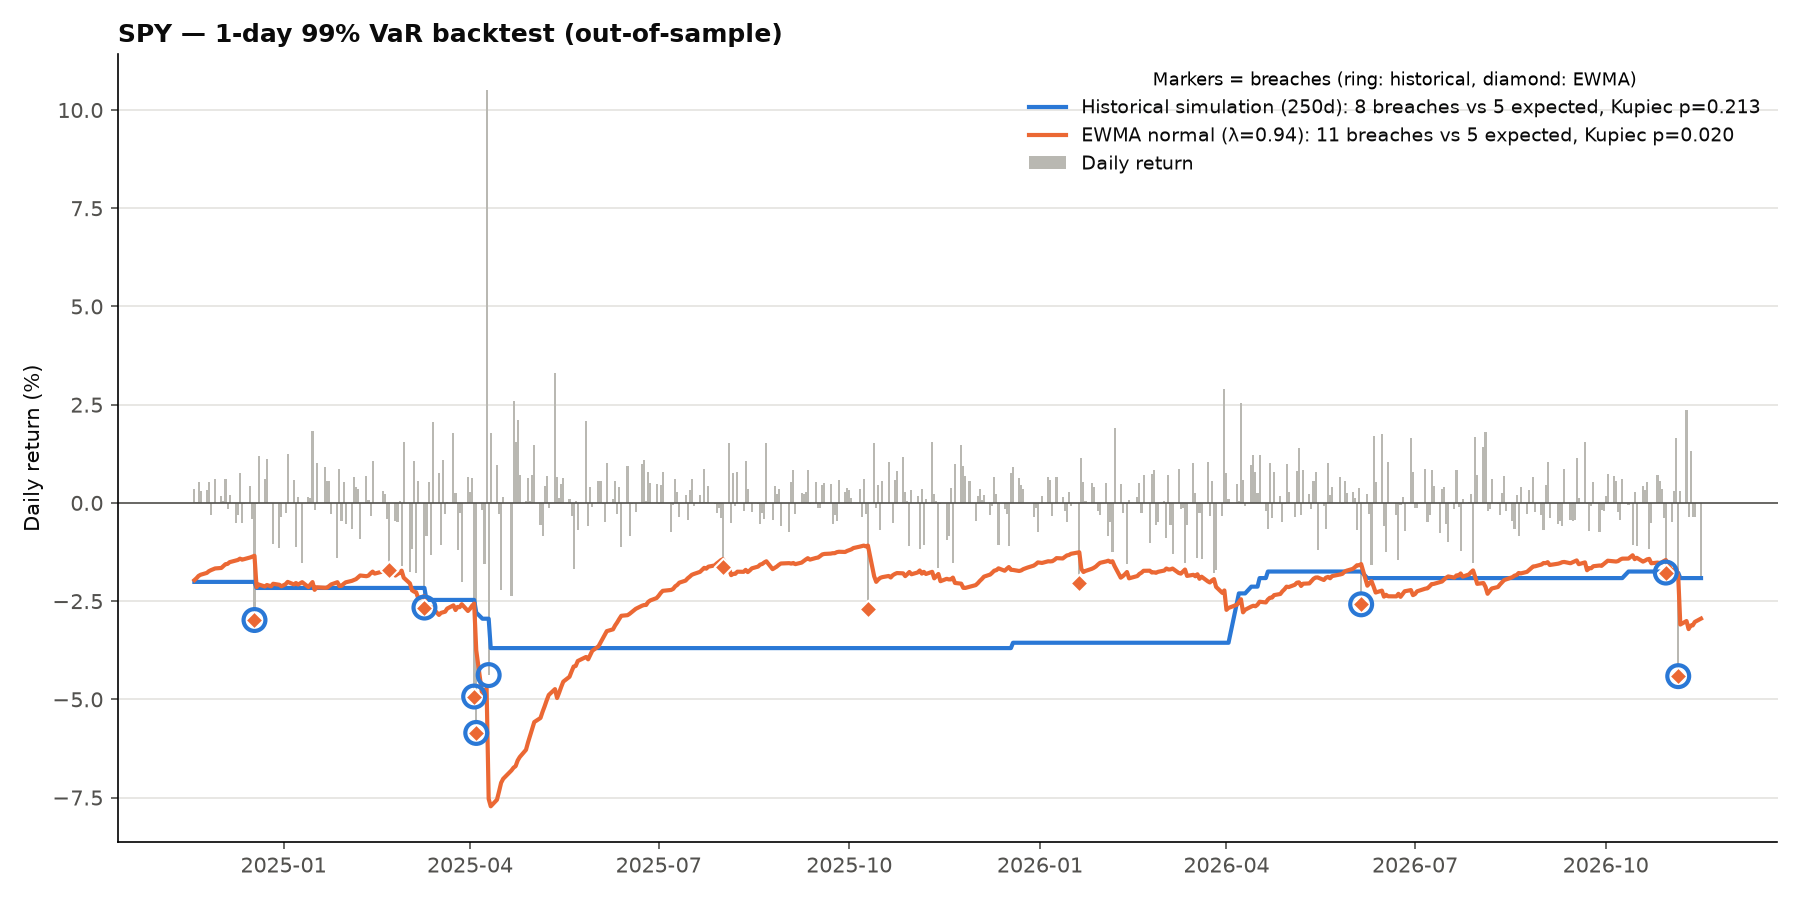 SPY — 1-day 99% VaR backtest (out-of-sample)
Markers = breaches (ring: historical, diamond: EWMA)
Historical simulation (250d): 8 breaches vs 5 expected, Kupiec p=0.213
EWMA normal (λ=0.94): 11 breaches vs 5 expected, Kupiec p=0.020
Daily return
Daily return (%)
10.0
7.5
5.0
2.5
0.0
−2.5
−5.0
−7.5
2025-01
2025-04
2025-07
2025-10
2026-01
2026-04
2026-07
2026-10